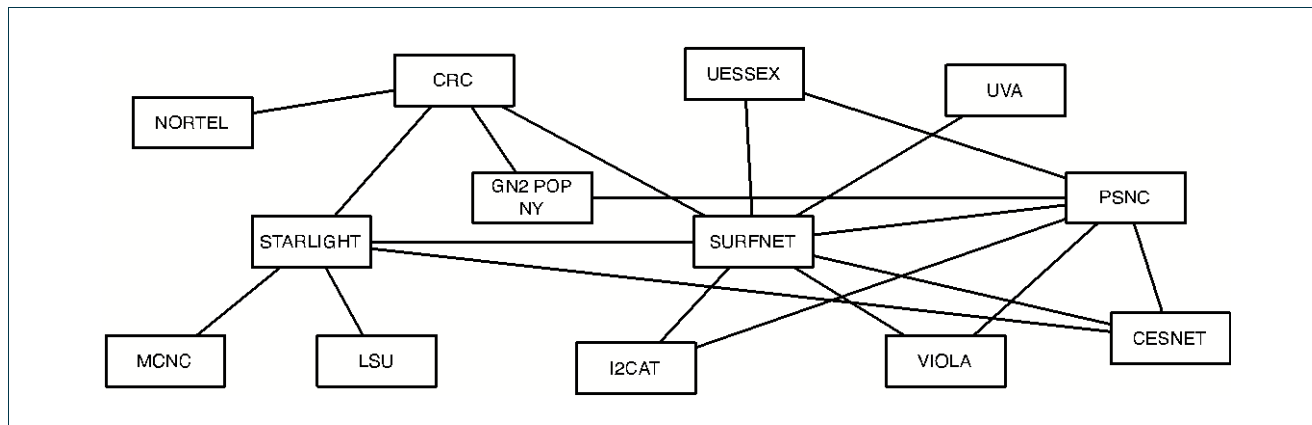 CRC
UESSEX
UVA
NORTEL
GN2 POP
NY
PSNC
STARLIGHT
SURFNET
MCNC
LSU
I2CAT
VIOLA
CESNET